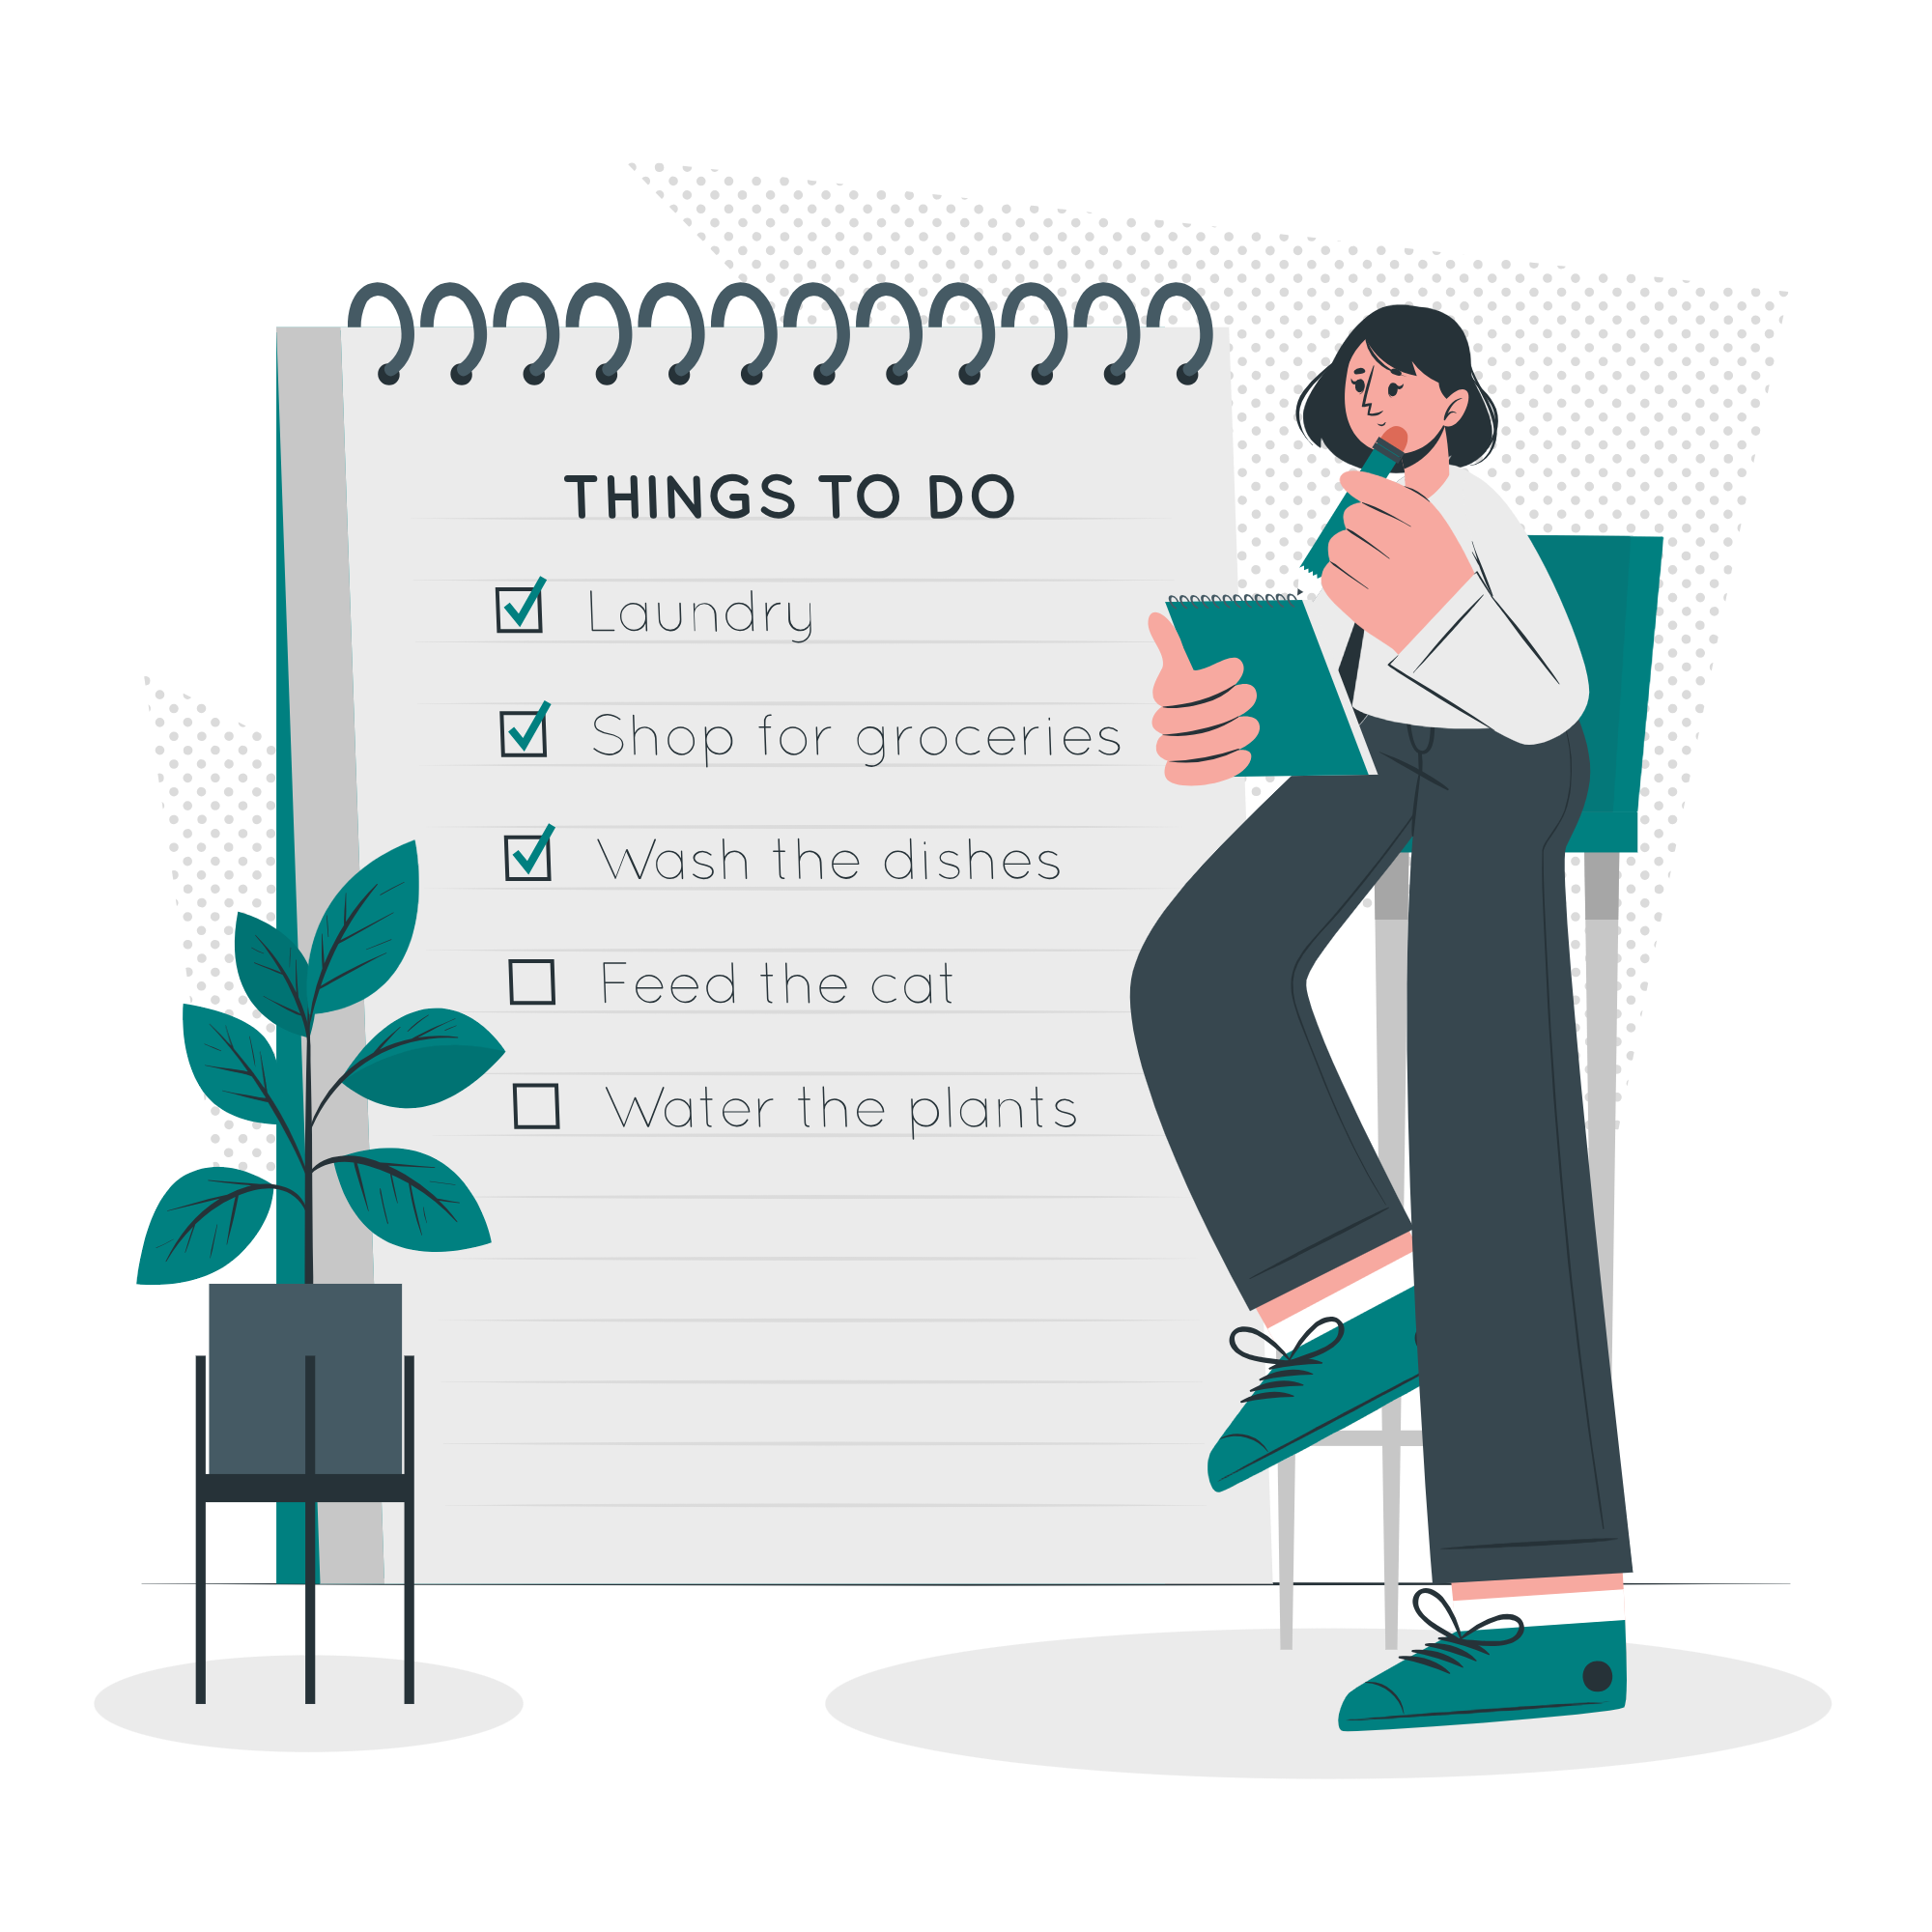 THINGS TO DO
Laundry
Shop for groceries
Wash the dishes
Feed the cat
Water the plants